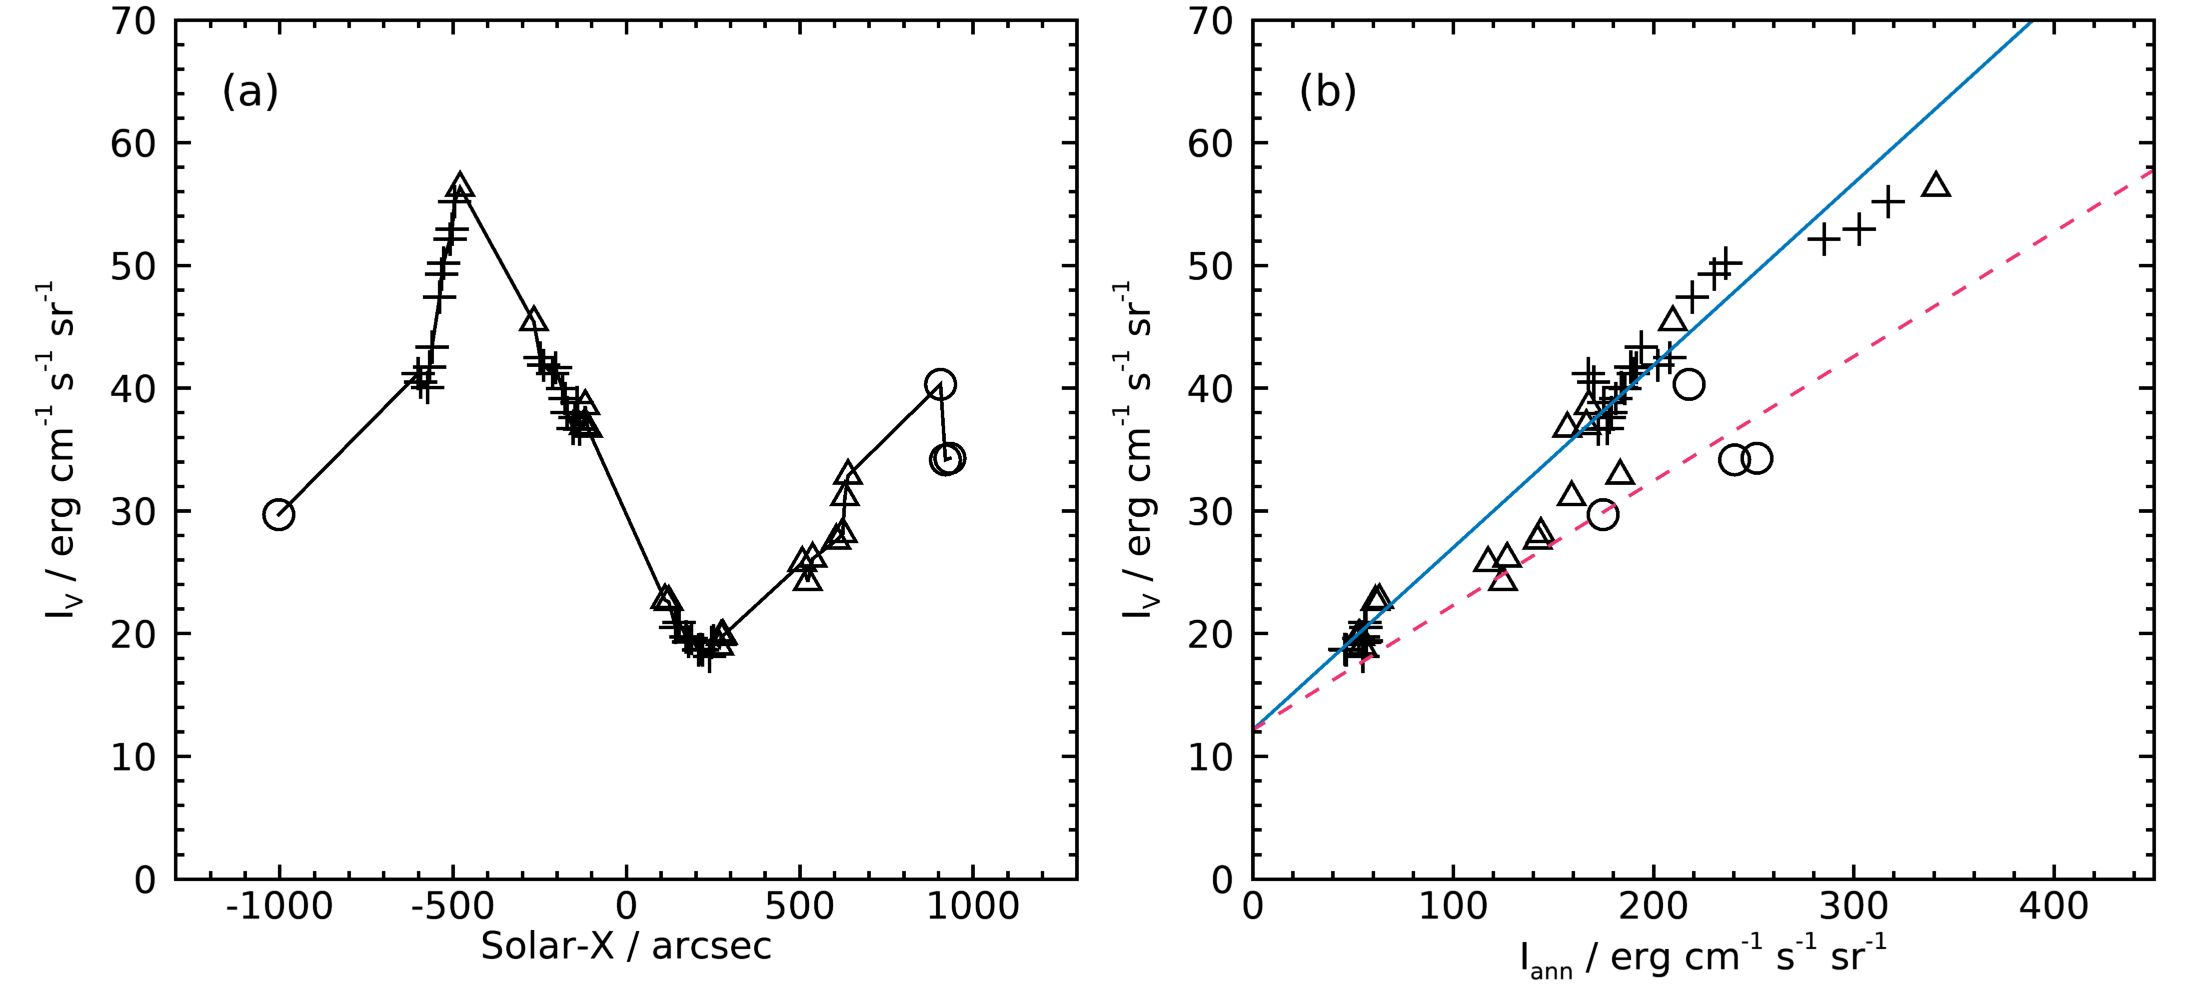 (a)
70
60
50
40
30
20
10
0
I_V / erg cm^-1 s^-1 sr^-1
-1000 -500 0 500 1000
Solar-X / arcsec
(b)
70
60
50
40
30
20
10
0
I_V / erg cm^-1 s^-1 sr^-1
0 100 200 300 400
I_ann / erg cm^-1 s^-1 sr^-1